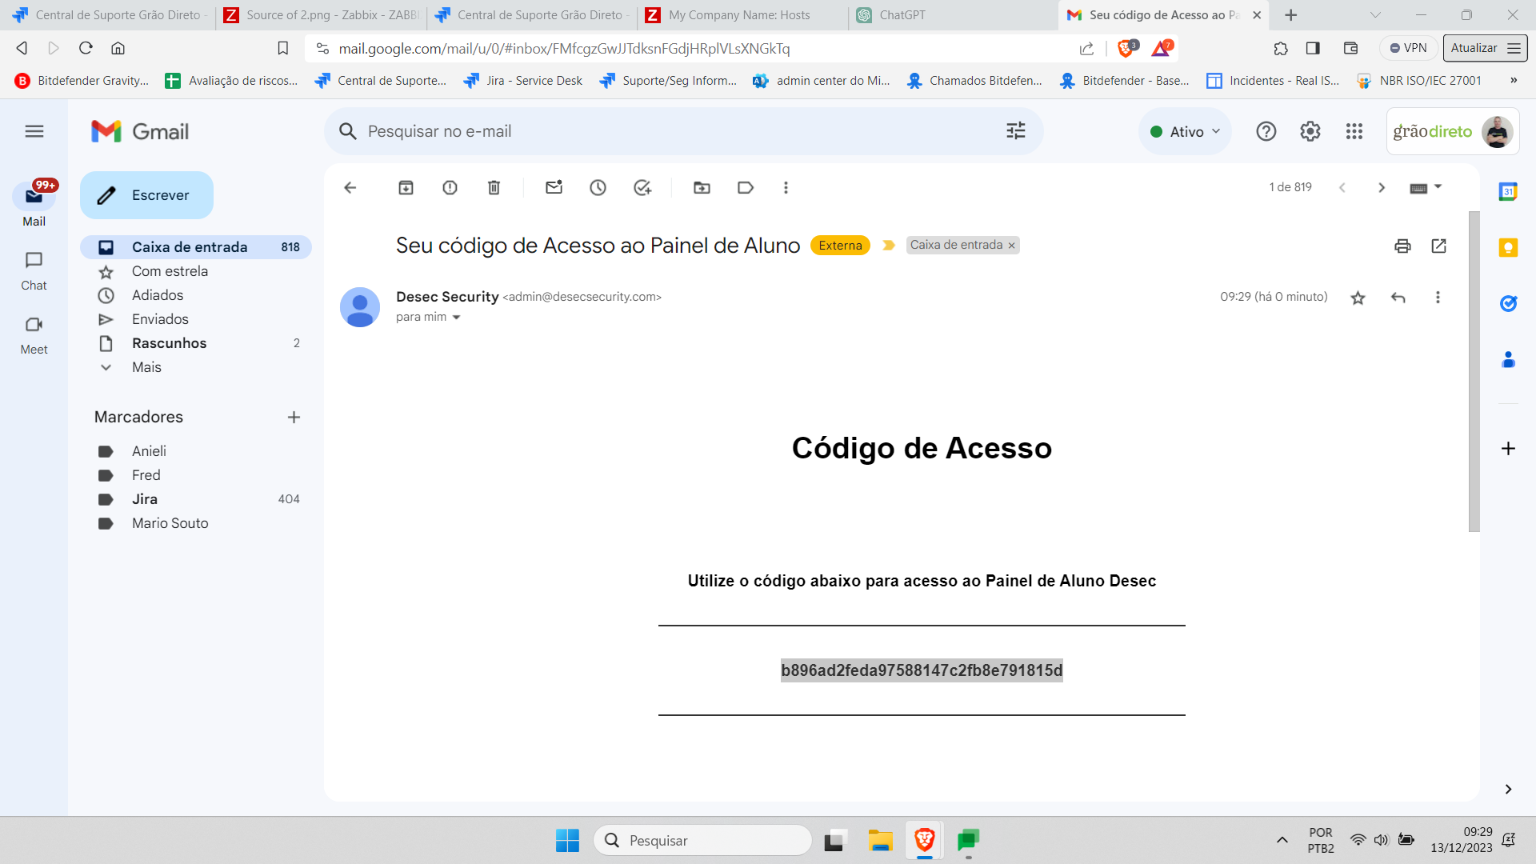 Central de Suporte Grão Direto -
Source of 2.png - Zabbix - ZABB
Central de Suporte Grão Direto -
My Company Name: Hosts
ChatGPT
Seu código de Acesso ao Pa
mail.google.com/mail/u/0/#inbox/FMfcgzGwJJTdksnFGdjHRplVLsXNGkTq
3
7
VPN
Atualizar
Bitdefender Gravity...
Avaliação de riscos...
Central de Suporte...
Jira - Service Desk
Suporte/Seg Inform...
admin center do Mi...
Chamados Bitdefen...
Bitdefender - Base...
Incidentes - Real IS...
NBR ISO/IEC 27001
»
Gmail
Pesquisar no e-mail
Ativo
grãodireto
99+
Mail
Chat
Meet
Escrever
Caixa de entrada 818
Com estrela
Adiados
Enviados
Rascunhos 2
Mais
Marcadores
Anieli
Fred
Jira 404
Mario Souto
1 de 819
31
Seu código de Acesso ao Painel de Aluno
Externa
Caixa de entrada ×
Desec Security <admin@desecsecurity.com>
09:29 (há 0 minuto)
para mim
Código de Acesso
Utilize o código abaixo para acesso ao Painel de Aluno Desec
b896ad2feda97588147c2fb8e791815d
Pesquisar
POR
PTB2
09:29
13/12/2023